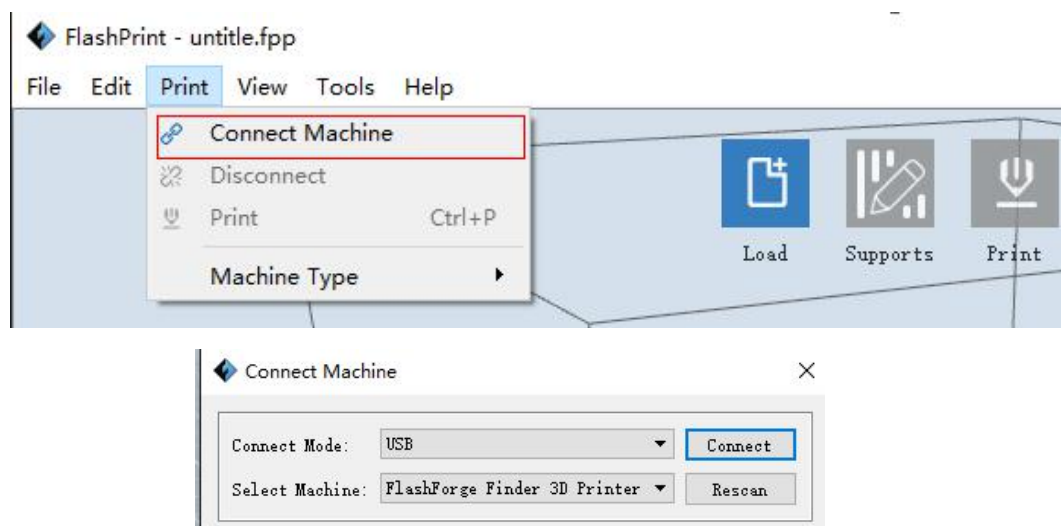 FlashPrint - untitle.fpp
File Edit Print View Tools Help
Connect Machine
Disconnect
Print Ctrl+P
Machine Type
Load Supports Print
Connect Machine
Connect Mode: USB Connect
Select Machine: FlashForge Finder 3D Printer Rescan